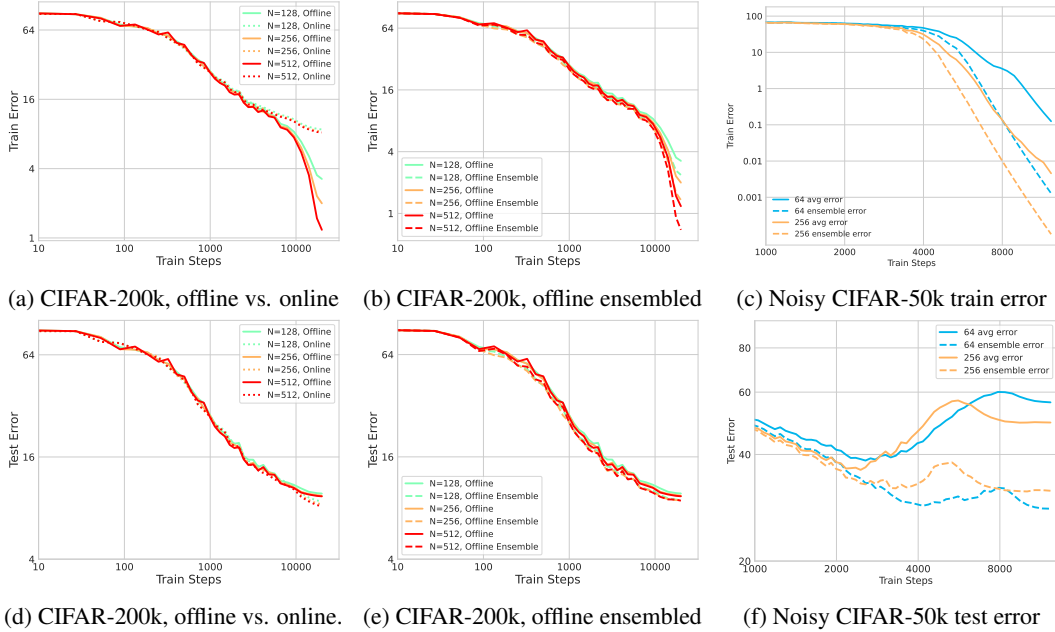 64
16
4
1
10
100
1000
10000
Train Error
Train Steps
N=128, Offline
N=128, Online
N=256, Offline
N=256, Online
N=512, Offline
N=512, Online
(a) CIFAR-200k, offline vs. online
64
16
4
1
10
100
1000
10000
Train Error
Train Steps
N=128, Offline
N=128, Offline Ensemble
N=256, Offline
N=256, Offline Ensemble
N=512, Offline
N=512, Offline Ensemble
(b) CIFAR-200k, offline ensembled
100
10
1
0.1
0.01
0.001
1000
2000
4000
8000
Train Error
Train Steps
64 avg error
64 ensemble error
256 avg error
256 ensemble error
(c) Noisy CIFAR-50k train error
64
16
4
10
100
1000
10000
Test Error
Train Steps
N=128, Offline
N=128, Online
N=256, Offline
N=256, Online
N=512, Offline
N=512, Online
(d) CIFAR-200k, offline vs. online.
64
16
4
10
100
1000
10000
Test Error
Train Steps
N=128, Offline
N=128, Offline Ensemble
N=256, Offline
N=256, Offline Ensemble
N=512, Offline
N=512, Offline Ensemble
(e) CIFAR-200k, offline ensembled
80
60
40
20
1000
2000
4000
8000
Test Error
Train Steps
64 avg error
64 ensemble error
256 avg error
256 ensemble error
(f) Noisy CIFAR-50k test error